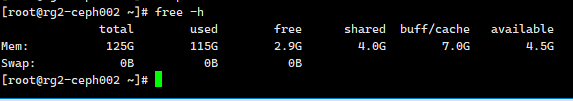 [root@rg2-ceph002 ~]# free -h
total used free shared buff/cache available
Mem: 125G 115G 2.9G 4.0G 7.0G 4.5G
Swap: 0B 0B 0B
[root@rg2-ceph002 ~]#